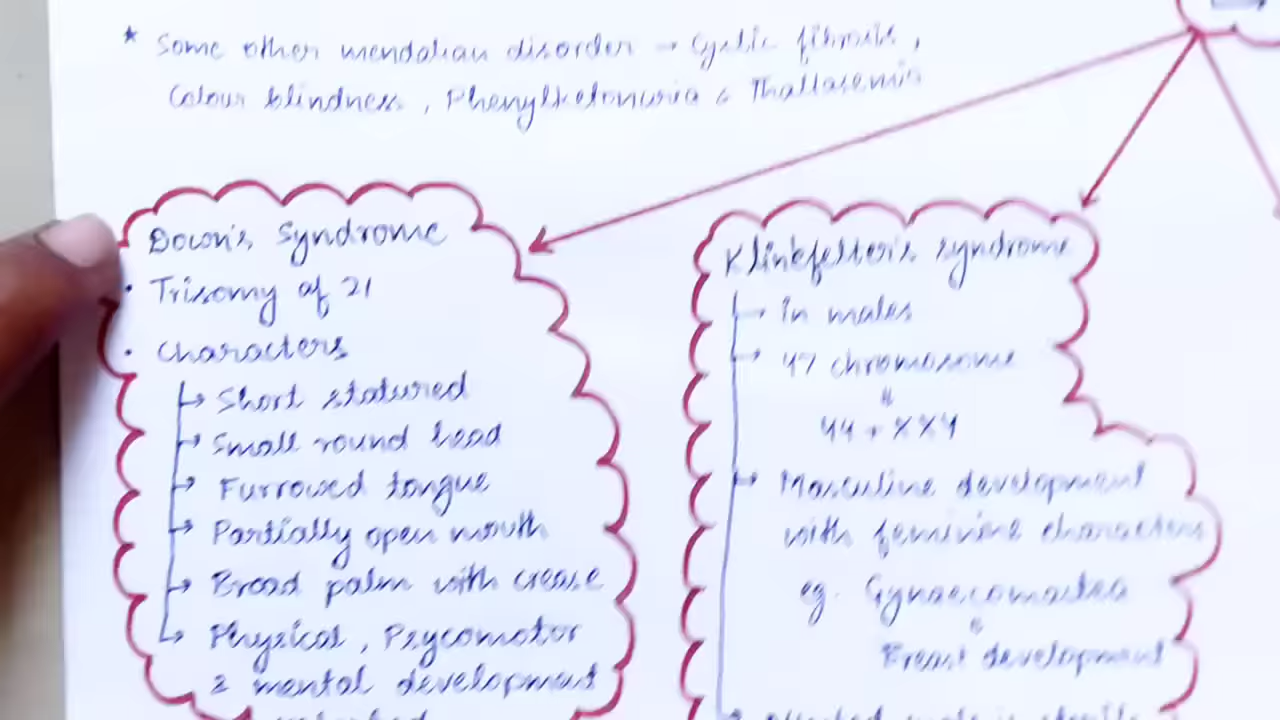 * Some other mendalian disorder → Cystic fibrosis,
Colour blindness, Phenylketonuria & Thallasemia
Down's Syndrome
• Trisomy of 21
• Characters
→ Short statured
→ Small round head
→ Furrowed tongue
→ Partially open mouth
→ Broad palm with crease
→ Physical, Psycomotor
& mental development
Klinefelter's syndrome
→ In males
→ 47 chromosome
"
44 + XXY
→ Masculine development
with feminine characters
eg. Gynaecomastea
"
Breast development